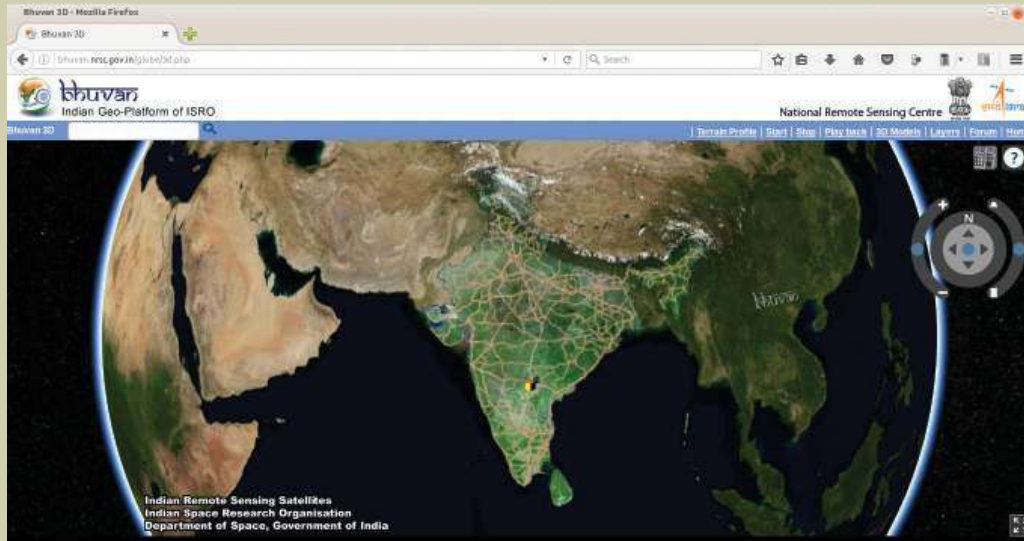 Bhuvan 3D - Mozilla Firefox
Bhuvan 3D
bhuvan.nrsc.gov.in/globe/3d.php
Search
bhuvan
Indian Geo-Platform of ISRO
National Remote Sensing Centre
Bhuvan 3D
| Terrain Profile | Start | Stop | Play back | 3D Models | Layers | Forum |
N
bhuvan
Indian Remote Sensing Satellites
Indian Space Research Organisation
Department of Space, Government of India